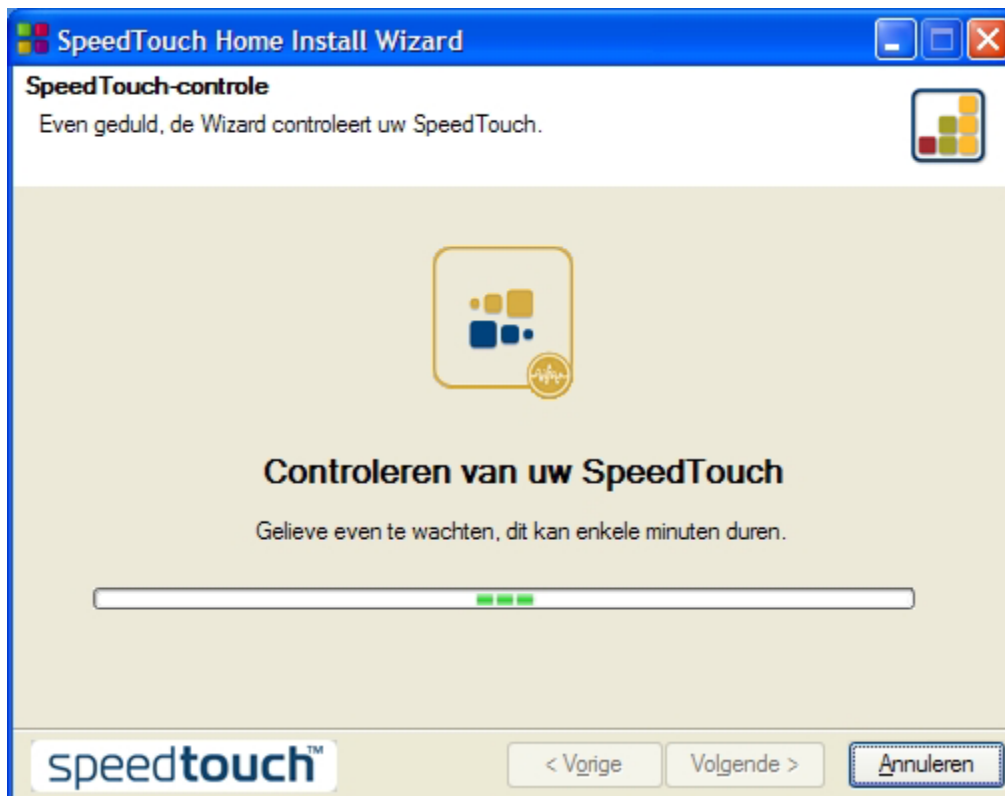 SpeedTouch Home Install Wizard
SpeedTouch-controle
Even geduld, de Wizard controleert uw SpeedTouch.
Controleren van uw SpeedTouch
Gelieve even te wachten, dit kan enkele minuten duren.
speedtouch™
< Vorige
Volgende >
Annuleren